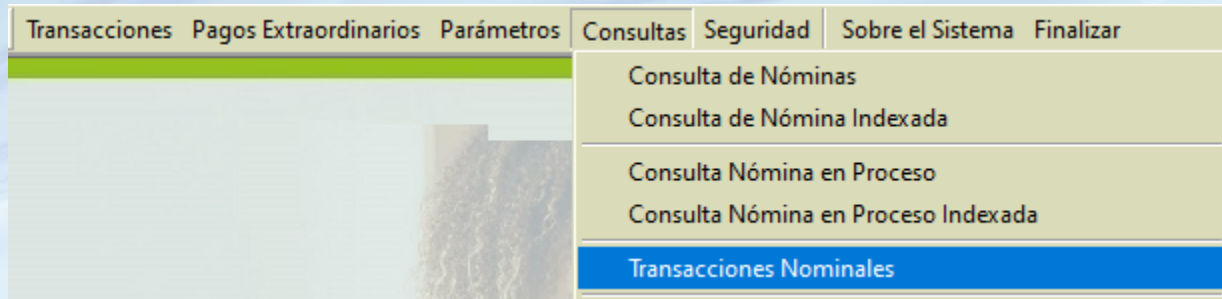 Transacciones Pagos Extraordinarios Parámetros Consultas Seguridad Sobre el Sistema Finalizar
Consulta de Nóminas
Consulta de Nómina Indexada
Consulta Nómina en Proceso
Consulta Nómina en Proceso Indexada
Transacciones Nominales